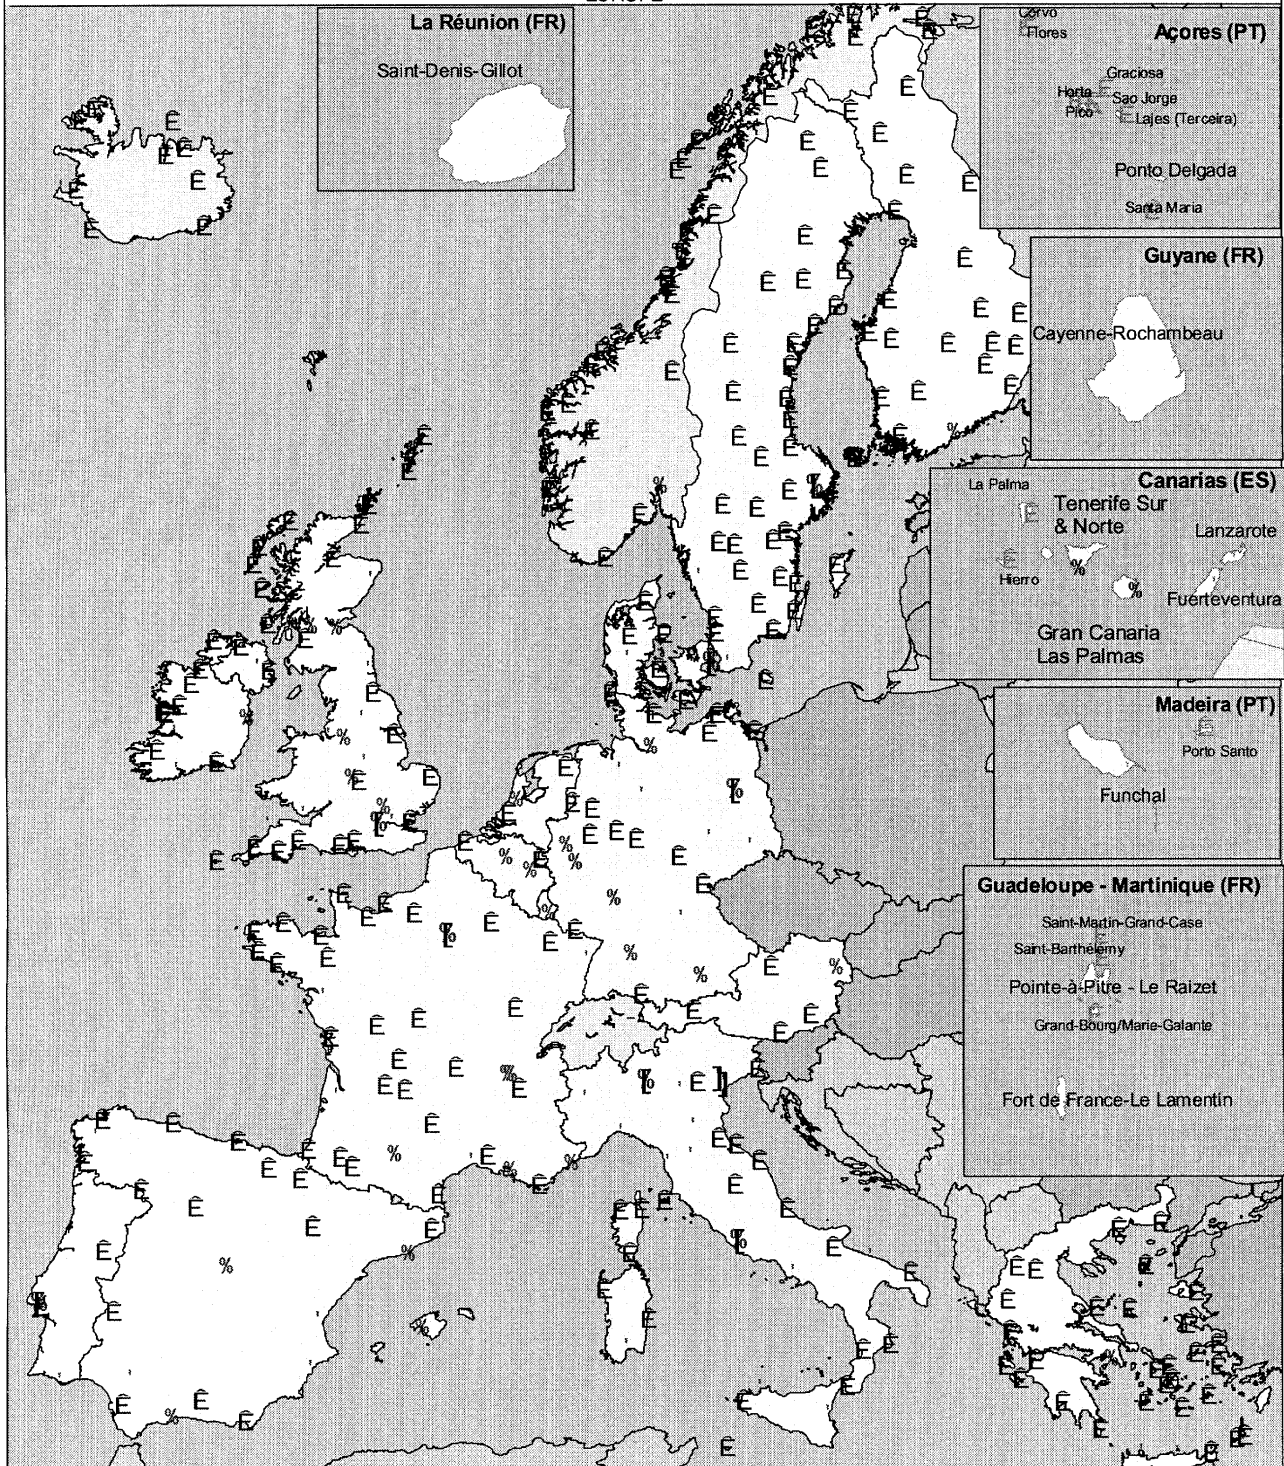 La Réunion (FR)
Saint-Denis-Gillot
Corvo
Flores
Açores (PT)
Graciosa
Horta
Sao Jorge
Pico
Lajes (Terceira)
Ponto Delgada
Santa Maria
Guyane (FR)
Cayenne-Rochambeau
Canarias (ES)
La Palma
Tenerife Sur
& Norte
Lanzarote
Hierro
Fuerteventura
Gran Canaria
Las Palmas
Madeira (PT)
Porto Santo
Funchal
Guadeloupe - Martinique (FR)
Saint-Martin-Grand-Case
Saint-Barthélemy
Pointe-à-Pitre - Le Raizet
Grand-Bourg/Marie-Galante
Fort de France-Le Lamentin